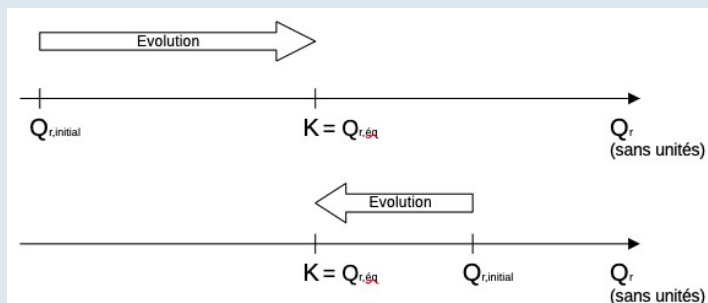 Evolution
Qr,initial K = Qr,éq Qr
(sans unités)
Evolution
K = Qr,éq Qr,initial Qr
(sans unités)